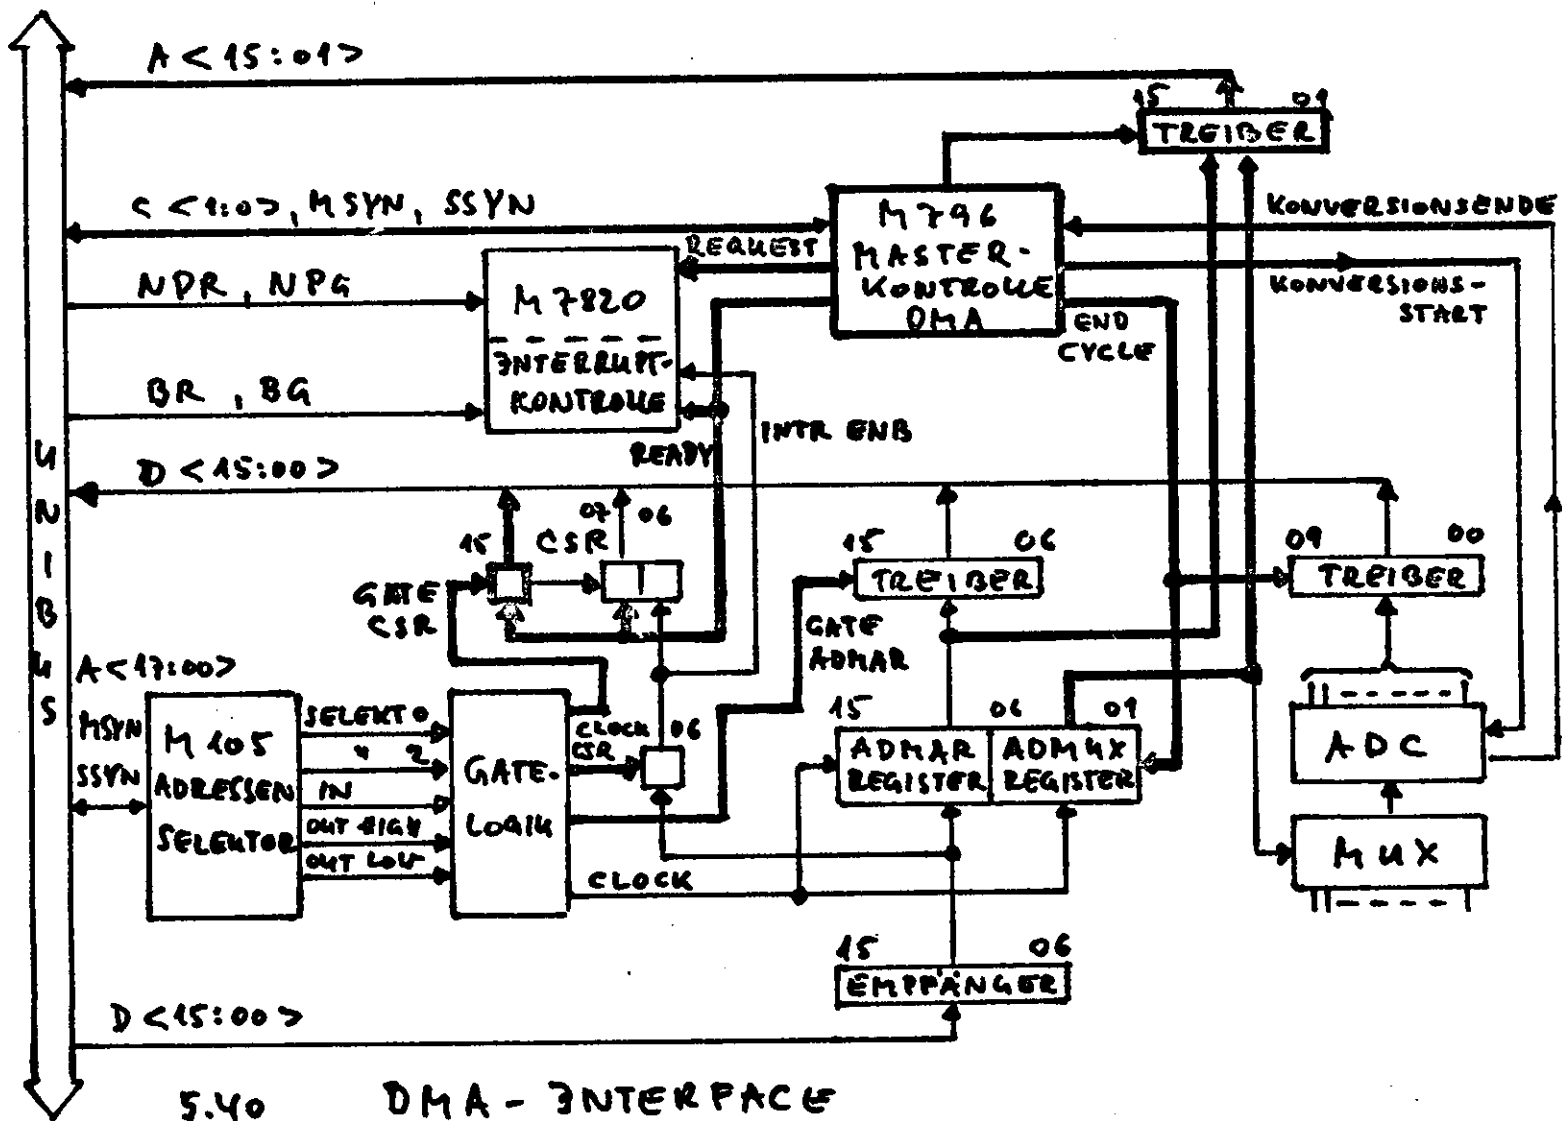 A <15:01>
15 01
TREIBER
C <1:0>, MSYN, SSYN
M796
MASTER-
KONTROLLE
DMA
KONVERSIONSENDE
REQUEST
KONVERSIONS-
START
NPR, NPG
M7820
INTERRUPT-
KONTROLLE
END
CYCLE
BR, BG
INTR ENB
READY
UNIBUS
D <15:00>
15 CSR 07 06
GATE
CSR
15 06
TREIBER
09 00
TREIBER
GATE
ADMAR
A<17:00>
MSYN
SSYN
M105
ADRESSEN
SELEKTOR
SELEKT 0
" 2
IN
OUT HIGH
OUT LOW
GATE-
LOGIK
CLOCK
CSR
06
15 06 01
ADMAR
REGISTER
ADMUX
REGISTER
ADC
MUX
CLOCK
15 06
EMPFÄNGER
D <15:00>
5.40 DMA - INTERFACE